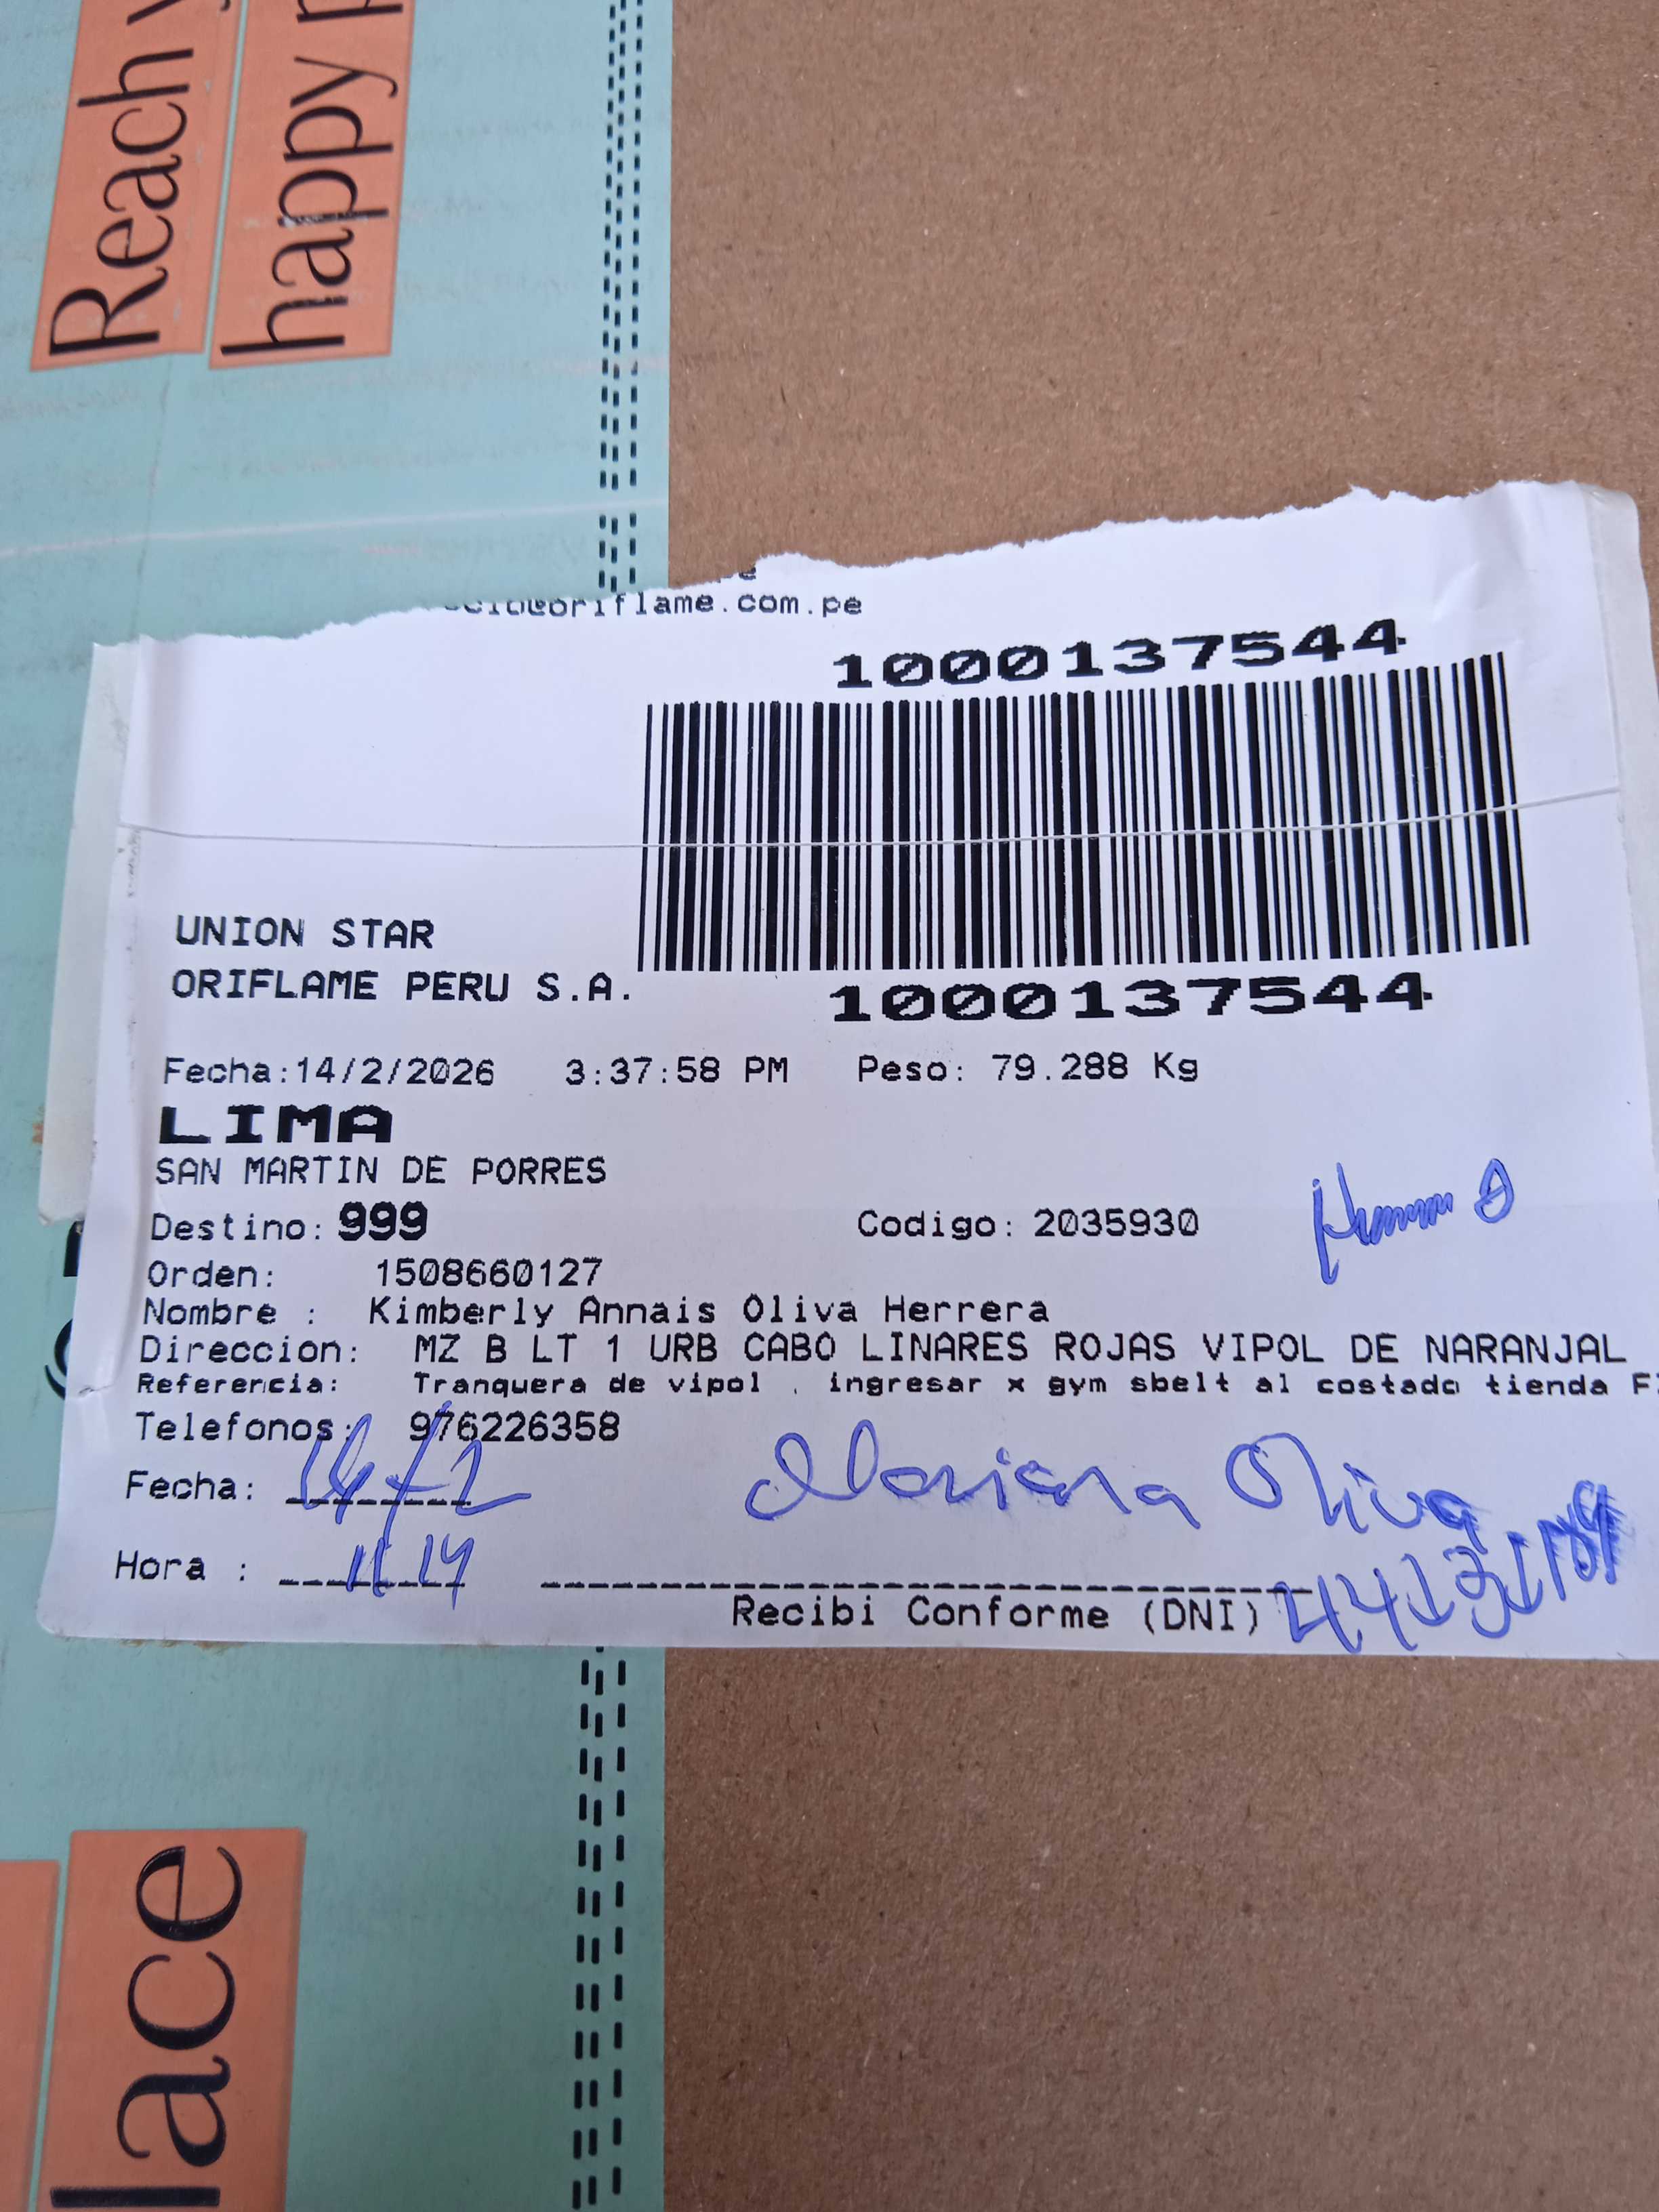 Reach
happy
oriflame.com.pe
1000137544
1000137544
UNION STAR
ORIFLAME PERU S.A.
Fecha:14/2/2026 3:37:58 PM Peso: 79.288 Kg
LIMA
SAN MARTIN DE PORRES
Destino: 999 Codigo: 2035930
Orden: 1508660127
Nombre : Kimberly Annais Oliva Herrera
Direccion: MZ B LT 1 URB CABO LINARES ROJAS VIPOL DE NARANJAL
Referencia: Tranquera de vipol , ingresar x gym sbelt al costado tienda
Telefonos: 976226358
Fecha: 14/2
Hora : 11 14
Mariana Oliva
Recibi Conforme (DNI)
lace